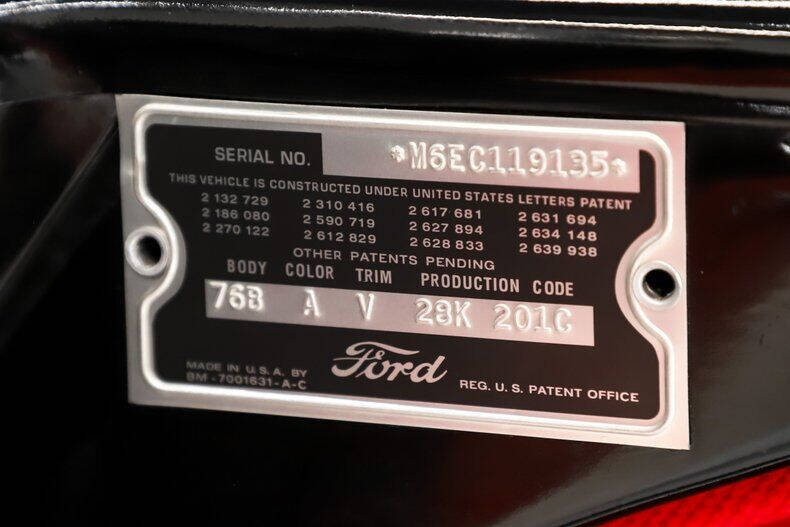 SERIAL NO. *M6EC119135*
THIS VEHICLE IS CONSTRUCTED UNDER UNITED STATES LETTERS PATENT
2 132 729 2 310 416 2 617 681 2 631 694
2 186 080 2 590 719 2 627 894 2 634 148
2 270 122 2 612 829 2 628 833 2 639 938
OTHER PATENTS PENDING
BODY COLOR TRIM PRODUCTION CODE
76B A V 28K 201C
MADE IN U.S.A. BY
BM-7001631-A-C
Ford
REG. U.S. PATENT OFFICE